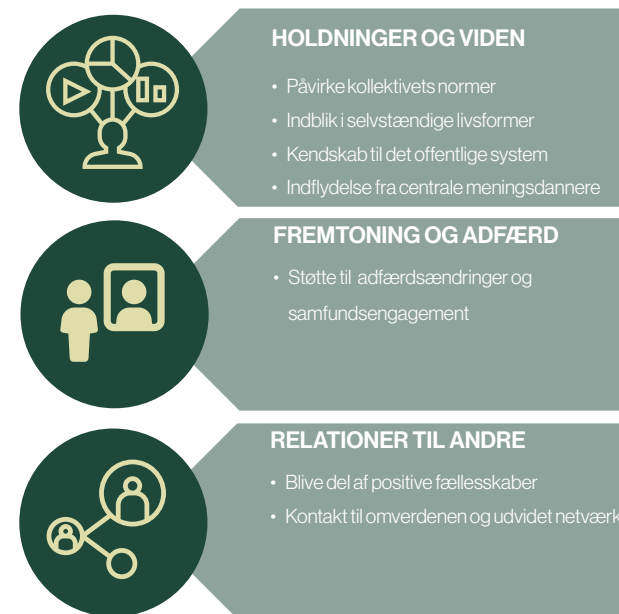 HOLDNINGER OG VIDEN
• Påvirke kollektivets normer
• Indblik i selvstændige livsformer
• Kendskab til det offentlige system
• Indflydelse fra centrale meningsdannere
FREMTONING OG ADFÆRD
• Støtte til adfærdsændringer og
samfundsengagement
RELATIONER TIL ANDRE
• Blive del af positive fællesskaber
• Kontakt til omverdenen og udvidet netværk